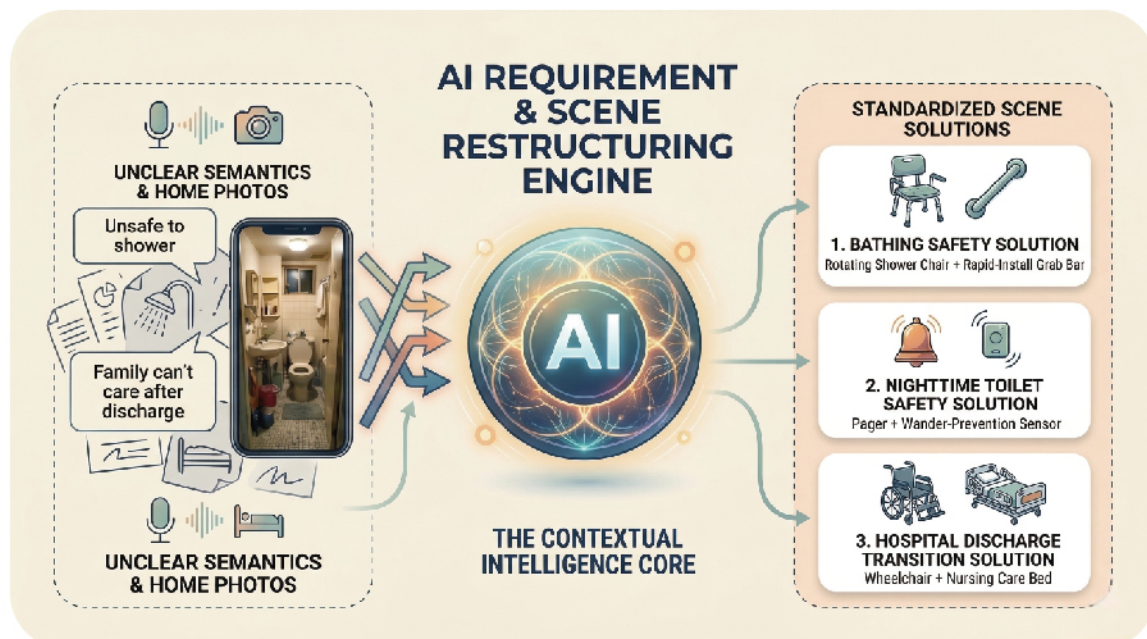 AI REQUIREMENT
& SCENE
RESTRUCTURING
ENGINE
UNCLEAR SEMANTICS
& HOME PHOTOS
Unsafe to
shower
Family can't
care after
discharge
UNCLEAR SEMANTICS
& HOME PHOTOS
AI
THE CONTEXTUAL
INTELLIGENCE CORE
STANDARDIZED SCENE
SOLUTIONS
1. BATHING SAFETY SOLUTION
Rotating Shower Chair + Rapid-Install Grab Bar
2. NIGHTTIME TOILET
SAFETY SOLUTION
Pager + Wander-Prevention Sensor
3. HOSPITAL DISCHARGE
TRANSITION SOLUTION
Wheelchair + Nursing Care Bed